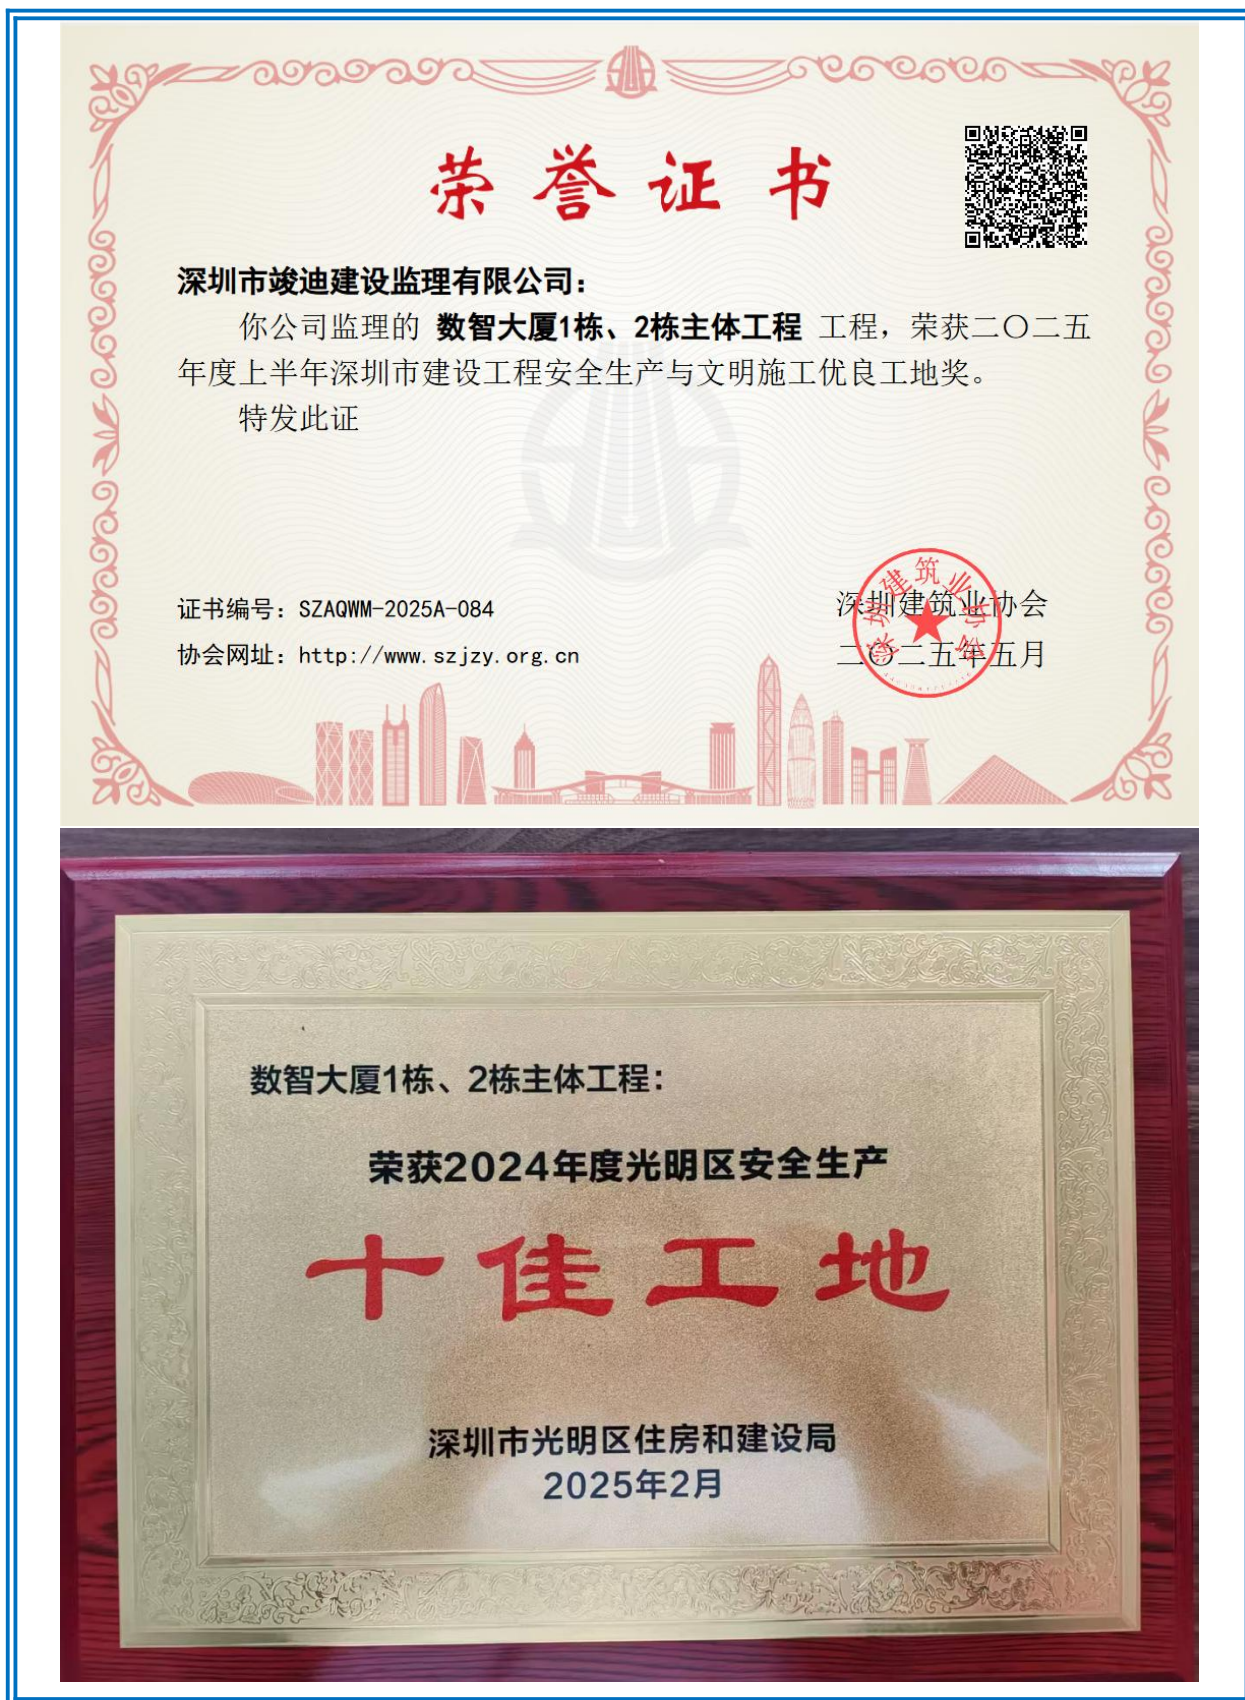 荣誉证书
深圳市竣迪建设监理有限公司：
你公司监理的 数智大厦1栋、2栋主体工程 工程，荣获二〇二五
年度上半年深圳市建设工程安全生产与文明施工优良工地奖。
特发此证
证书编号：SZAQWM-2025A-084
协会网址：http://www.szjzy.org.cn
深圳建筑业协会
二〇二五年五月
深圳建筑业协会
数智大厦1栋、2栋主体工程：
荣获2024年度光明区安全生产
十佳工地
深圳市光明区住房和建设局
2025年2月